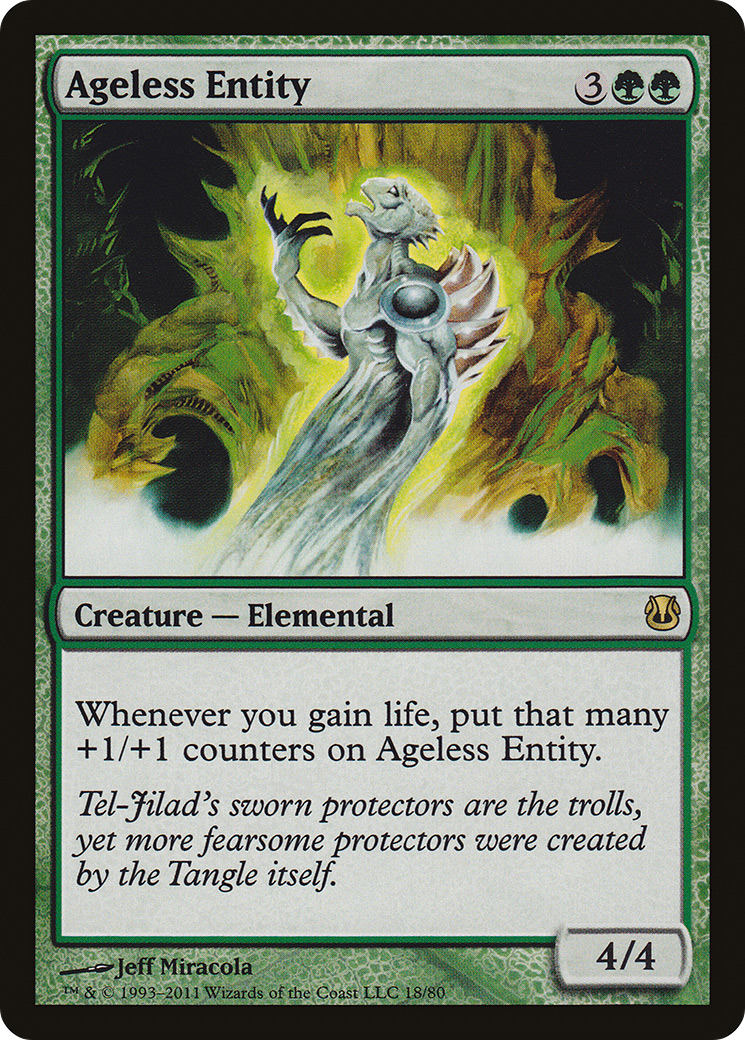 Ageless Entity 3
Creature — Elemental
Whenever you gain life, put that many
+1/+1 counters on Ageless Entity.
Tel-Jilad's sworn protectors are the trolls,
yet more fearsome protectors were created
by the Tangle itself.
4/4
Jeff Miracola
™ & © 1993–2011 Wizards of the Coast LLC 18/80